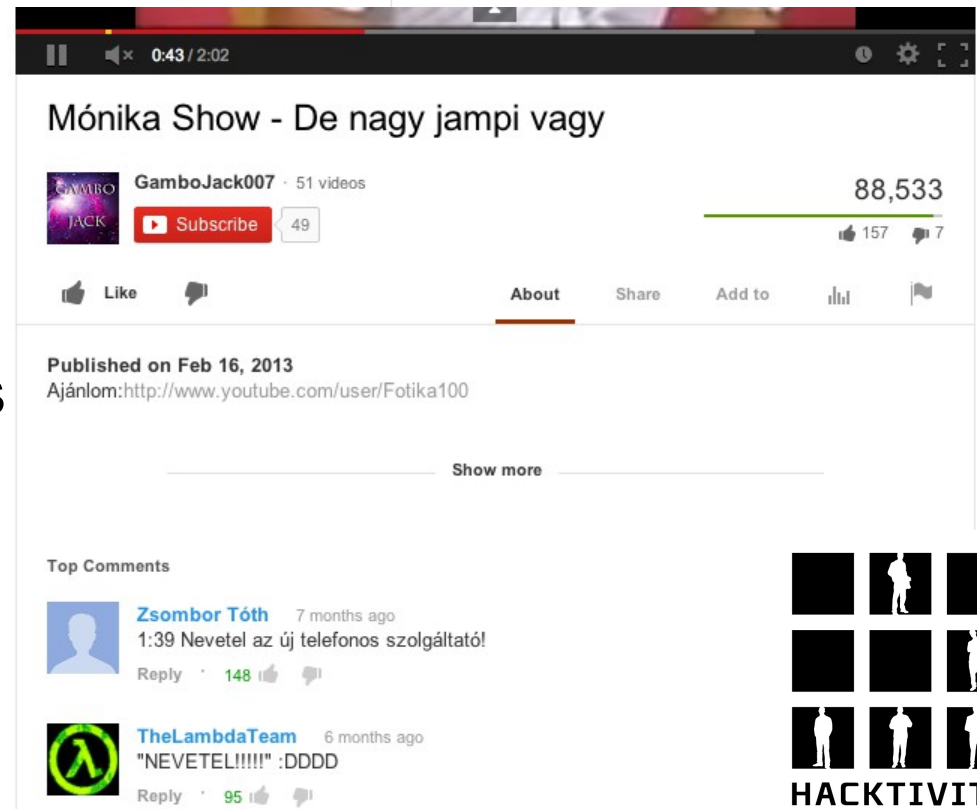 0:43 / 2:02
Mónika Show - De nagy jampi vagy
GAMBO
JACK
GamboJack007 · 51 videos
Subscribe 49
88,533
157 7
Like
About Share Add to
Published on Feb 16, 2013
Ajánlom:http://www.youtube.com/user/Fotika100
Show more
Top Comments
Zsombor Tóth 7 months ago
1:39 Nevetel az új telefonos szolgáltató!
Reply · 148
TheLambdaTeam 6 months ago
"NEVETEL!!!!!" :DDDD
Reply · 95